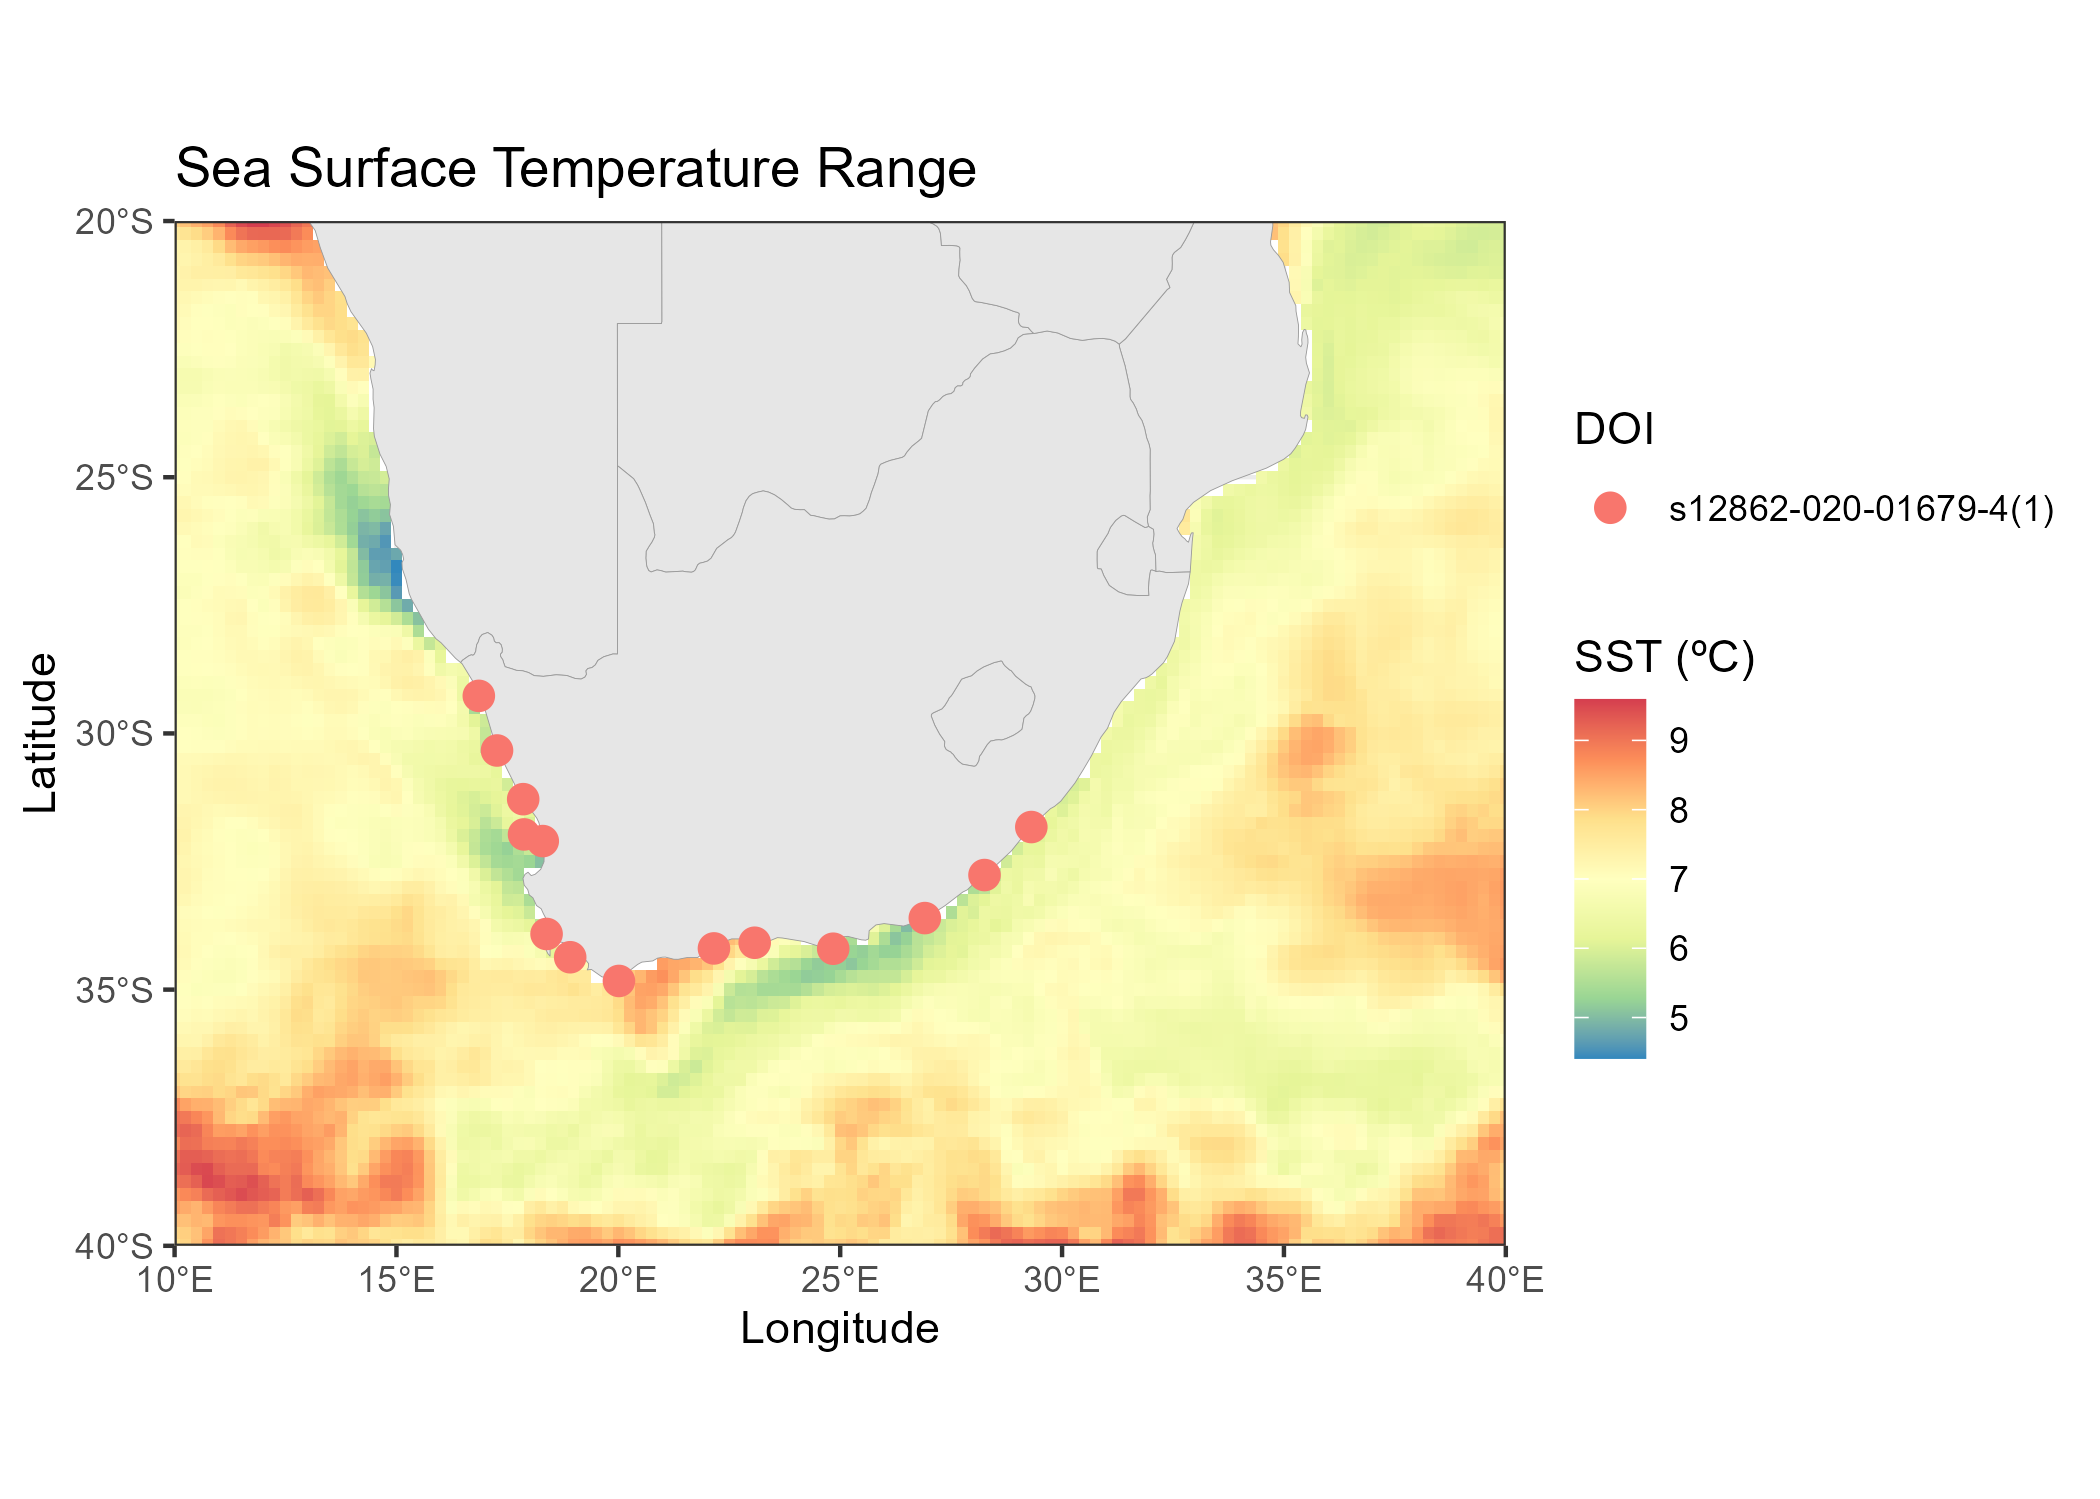 Sea Surface Temperature Range
20°S
25°S
30°S
35°S
40°S
Latitude
10°E
15°E
20°E
25°E
30°E
35°E
40°E
Longitude
DOI
s12862-020-01679-4(1)
SST (ºC)
9
8
7
6
5